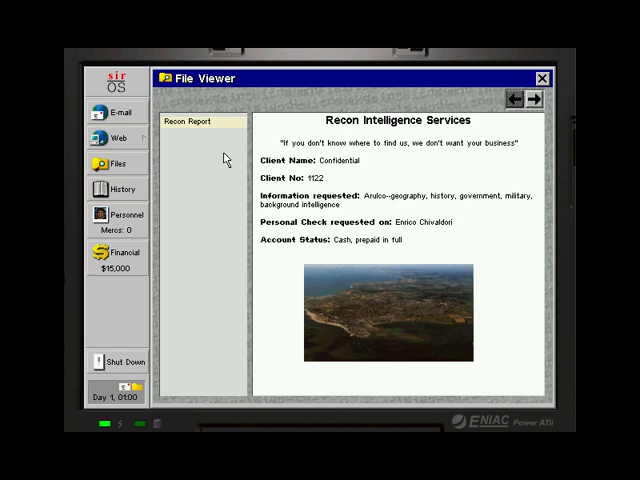 sir
OS
File Viewer
E-mail
Web
Files
History
Personnel
Mercs: 0
Financial
$15,000
Shut Down
Day 1, 01:00
Recon Report
Recon Intelligence Services
"If you don't know where to find us, we don't want your business"
Client Name: Confidential
Client No: 1122
Information requested: Arulco--geography, history, government, military,
background intelligence
Personal Check requested on: Enrico Chivaldori
Account Status: Cash, prepaid in full
ENIAC Power ATii